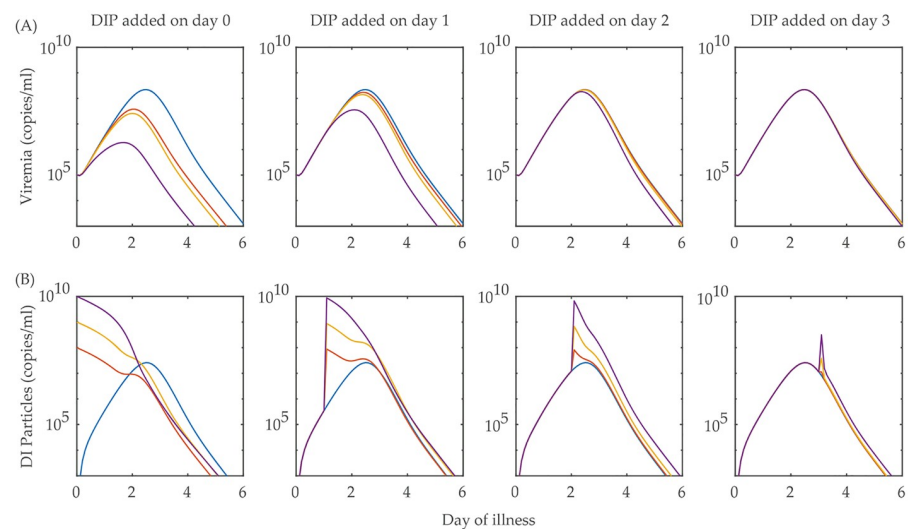 (A)
DIP added on day 0
DIP added on day 1
DIP added on day 2
DIP added on day 3
Viremia (copies/ml)
10^10
10^5
0 2 4 6
10^10
10^5
0 2 4 6
10^10
10^5
0 2 4 6
10^10
10^5
0 2 4 6
(B)
DI Particles (copies/ml)
10^10
10^5
0 2 4 6
10^10
10^5
0 2 4 6
10^10
10^5
0 2 4 6
10^10
10^5
0 2 4 6
Day of illness